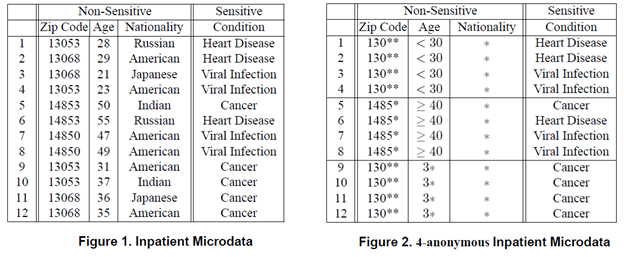 Non-Sensitive Sensitive
Zip Code Age Nationality Condition
1 13053 28 Russian Heart Disease
2 13068 29 American Heart Disease
3 13068 21 Japanese Viral Infection
4 13053 23 American Viral Infection
5 14853 50 Indian Cancer
6 14853 55 Russian Heart Disease
7 14850 47 American Viral Infection
8 14850 49 American Viral Infection
9 13053 31 American Cancer
10 13053 37 Indian Cancer
11 13068 36 Japanese Cancer
12 13068 35 American Cancer
Figure 1. Inpatient Microdata
Non-Sensitive Sensitive
Zip Code Age Nationality Condition
1 130** < 30 * Heart Disease
2 130** < 30 * Heart Disease
3 130** < 30 * Viral Infection
4 130** < 30 * Viral Infection
5 1485* ≥ 40 * Cancer
6 1485* ≥ 40 * Heart Disease
7 1485* ≥ 40 * Viral Infection
8 1485* ≥ 40 * Viral Infection
9 130** 3* * Cancer
10 130** 3* * Cancer
11 130** 3* * Cancer
12 130** 3* * Cancer
Figure 2. 4-anonymous Inpatient Microdata